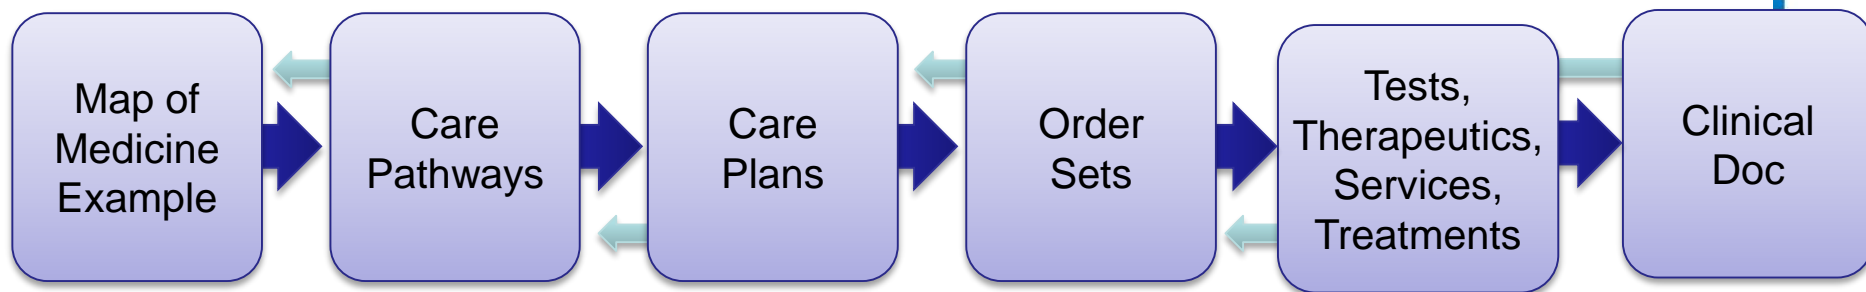 Map of
Medicine
Example
Care
Pathways
Care
Plans
Order
Sets
Tests,
Therapeutics,
Services,
Treatments
Clinical
Doc